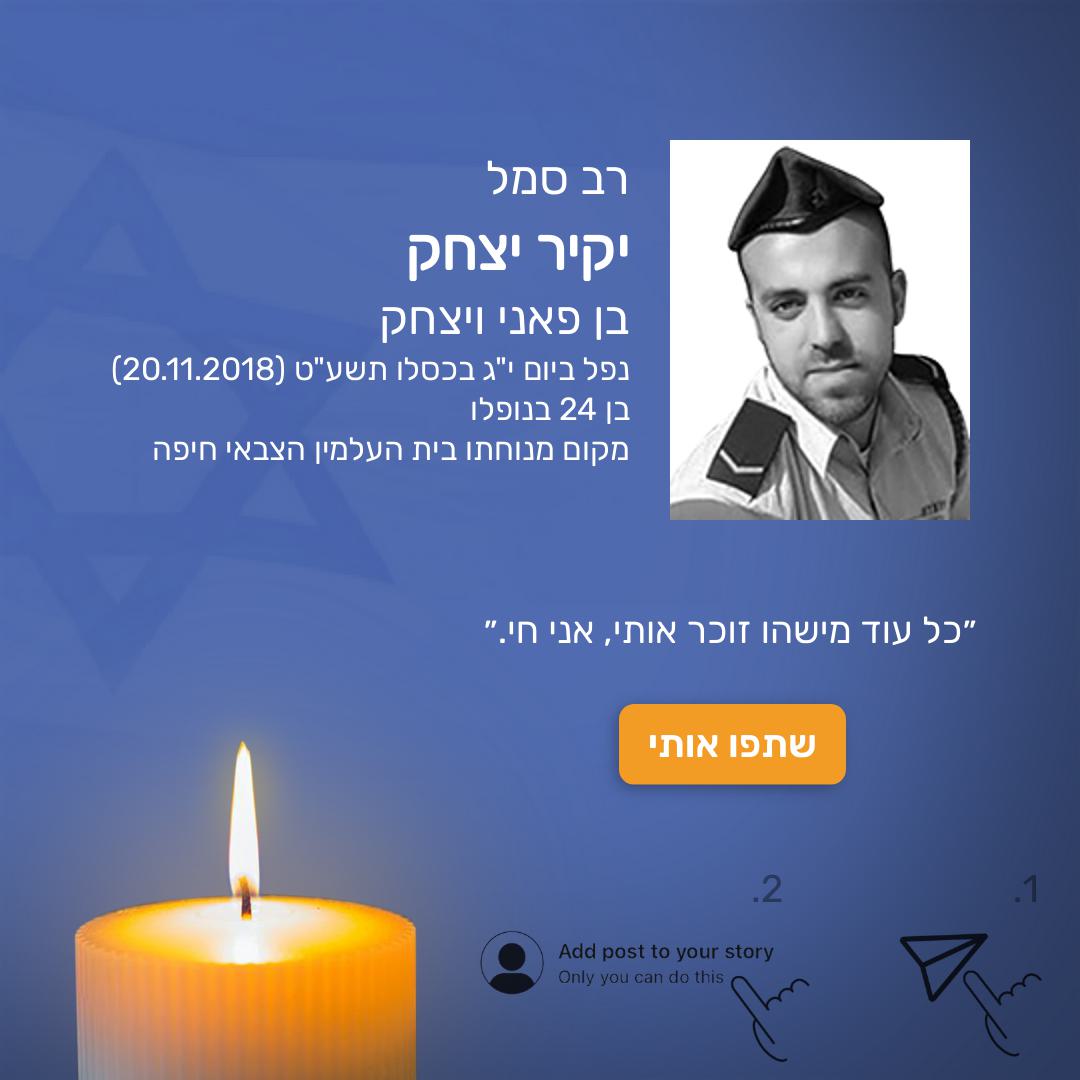 רב סמל
יקיר יצחק
בן פאני ויצחק
נפל ביום י"ג בכסלו תשע"ט (20.11.2018)
בן 24 בנופלו
מקום מנוחתו בית העלמין הצבאי חיפה
״כל עוד מישהו זוכר אותי, אני חי.״
שתפו אותי
1.
2.
Add post to your story
Only you can do this